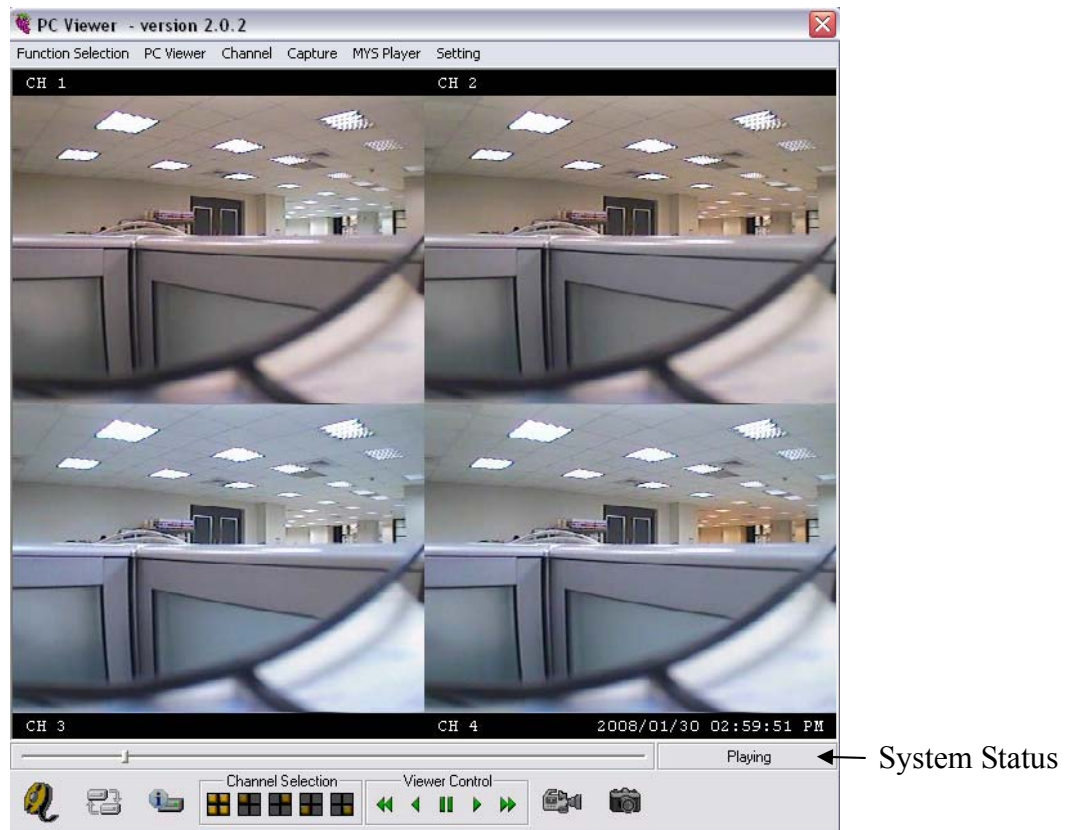 PC Viewer - version 2.0.2
Function Selection PC Viewer Channel Capture MYS Player Setting
CH 1 CH 2
CH 3 CH 4 2008/01/30 02:59:51 PM
Playing System Status
Channel Selection Viewer Control